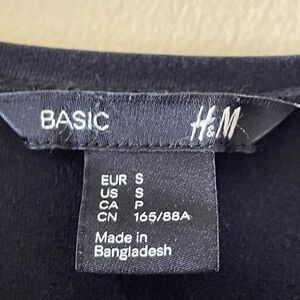 BASIC H&M
EUR S
US S
CA P
CN 165/88A
Made in
Bangladesh